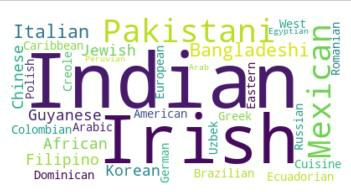 Italian
Pakistani
West
Egyptian
Romanian
Caribbean
Jewish
Bangladeshi
Chinese
Polish
Creole
Peruvian
European
Arab
Eastern
Mexican
Indian
Irish
Guyanese
American
Greek
Colombian
Arabic
Uzbek
Russian
African
German
Filipino
Korean
Brazilian
Cuisine
Dominican
Ecuadorian